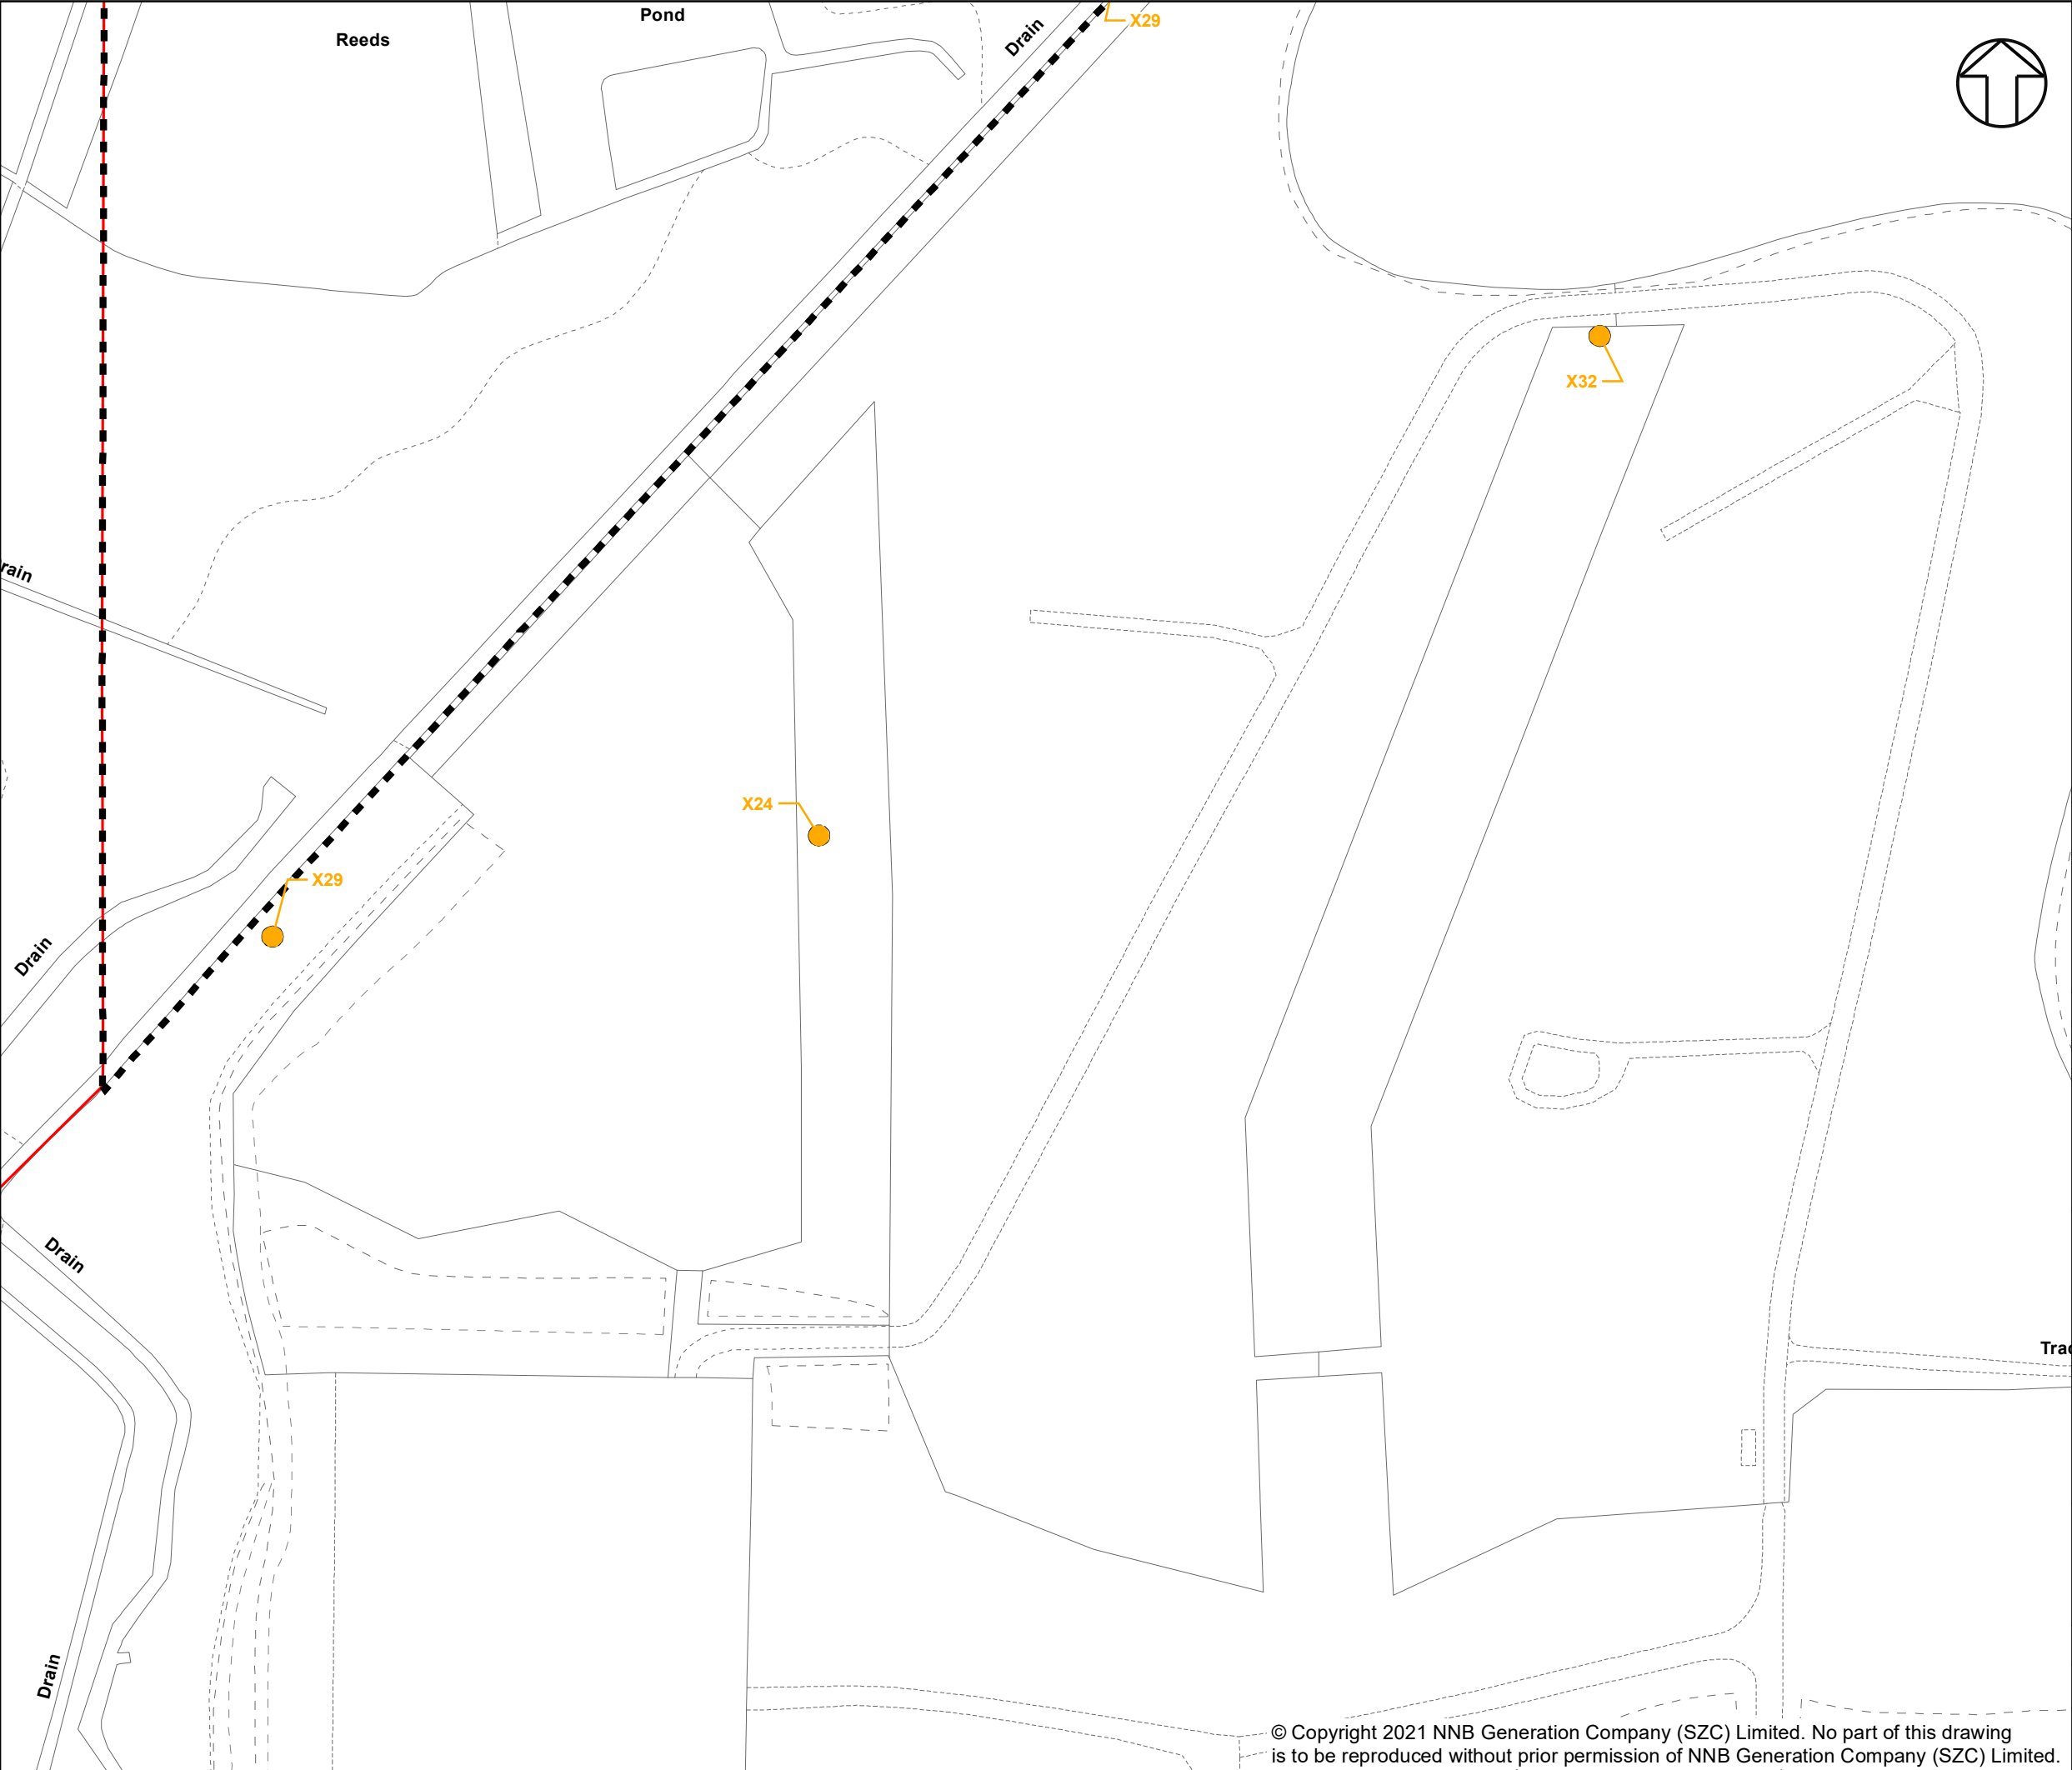 Pond
X29
Reeds
Drain
X32
rain
X24
X29
Drain
Drain
Trac
Drain
© Copyright 2021 NNB Generation Company (SZC) Limited. No part of this drawing
is to be reproduced without prior permission of NNB Generation Company (SZC) Limited.